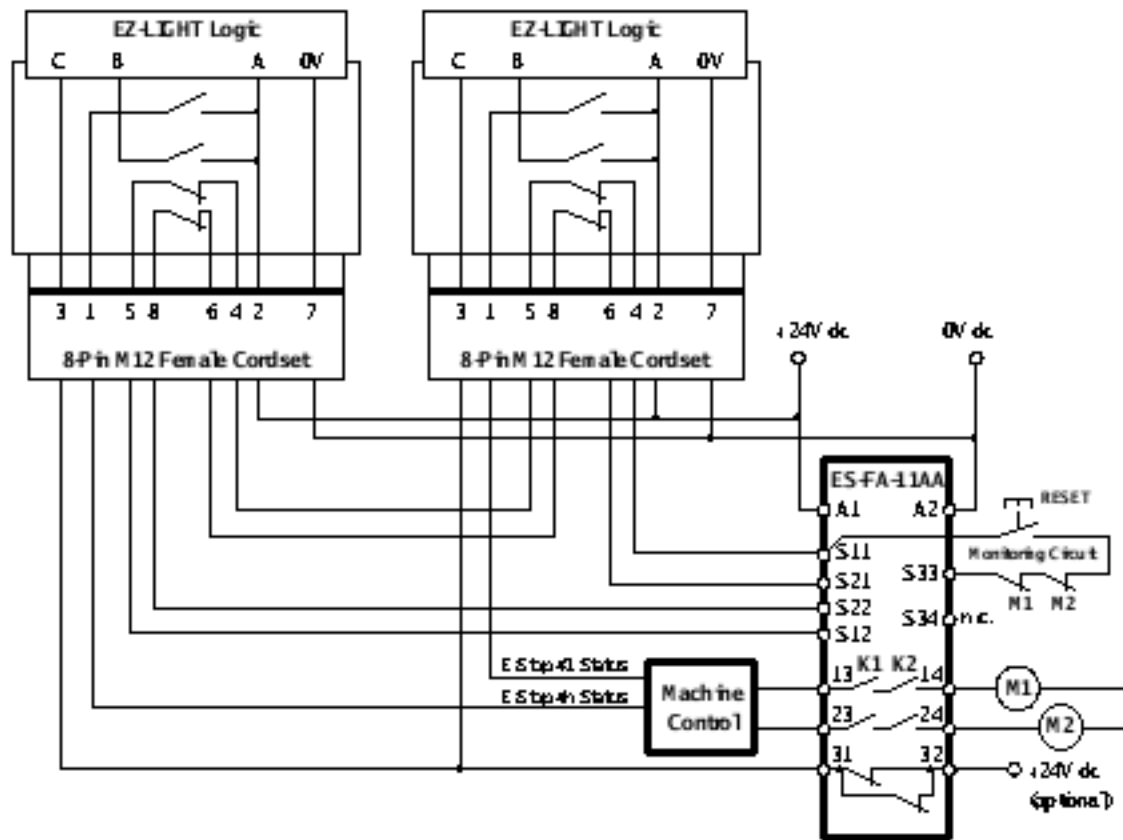 EZ-LIGHT Logic
C B A 0V
EZ-LIGHT Logic
C B A 0V
3 1 5 8 6 4 2 7
8-Pin M12 Female Cordset
3 1 5 8 6 4 2 7
8-Pin M12 Female Cordset
+24V dc
0V dc
ES-FA-11AA
A1 A2
RESET
S11
Monitoring Circuit
S21 S33
M1 M2
S22
S34 n.c.
S12
E-Stop #1 Status
E-Stop #n Status
Machine
Control
K1 K2
13 14
M1
23 24
M2
31 32
+24V dc
(optional)